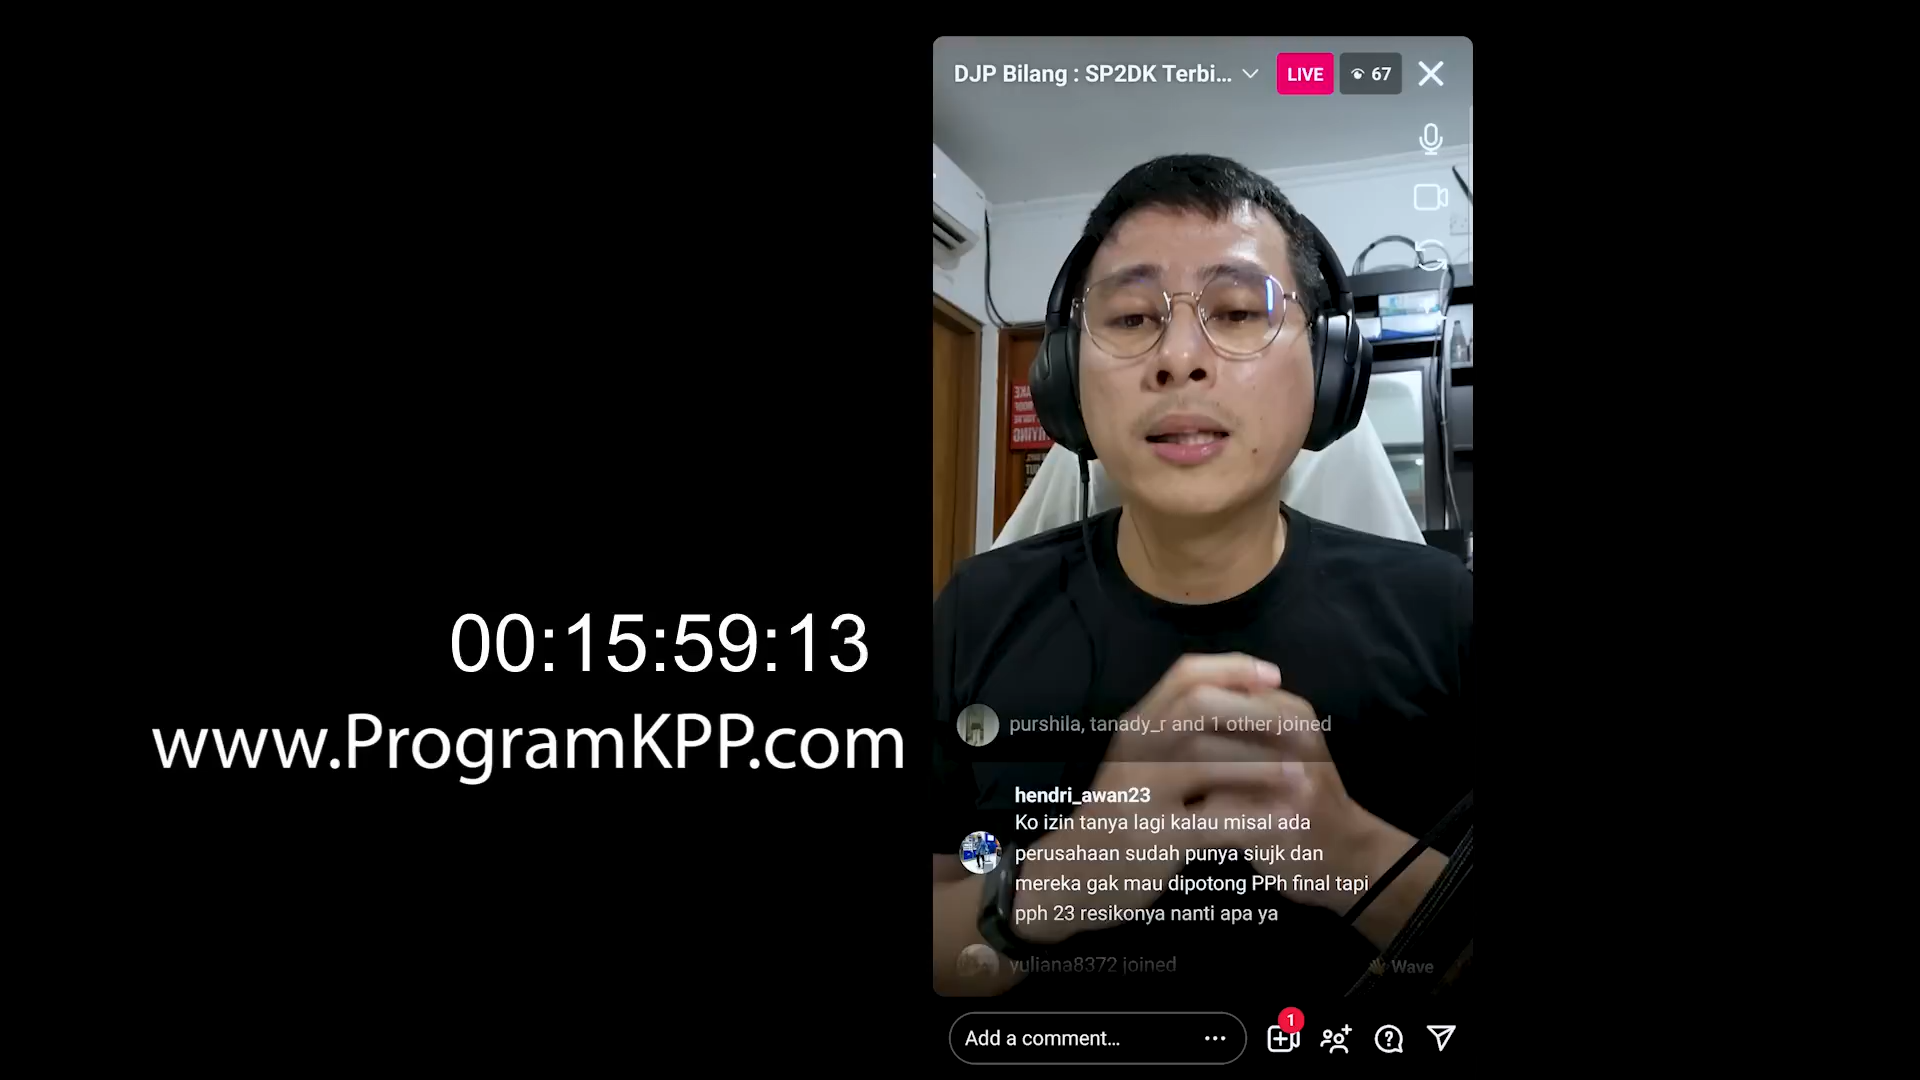 DJP Bilang : SP2DK Terbi...
LIVE
67
00:15:59:13
www.ProgramKPP.com
purshila, tanady_r and 1 other joined
hendri_awan23
Ko izin tanya lagi kalau misal ada
perusahaan sudah punya siujk dan
mereka gak mau dipotong PPh final tapi
pph 23 resikonya nanti apa ya
yuliana8372 joined
Wave
Add a comment...
1